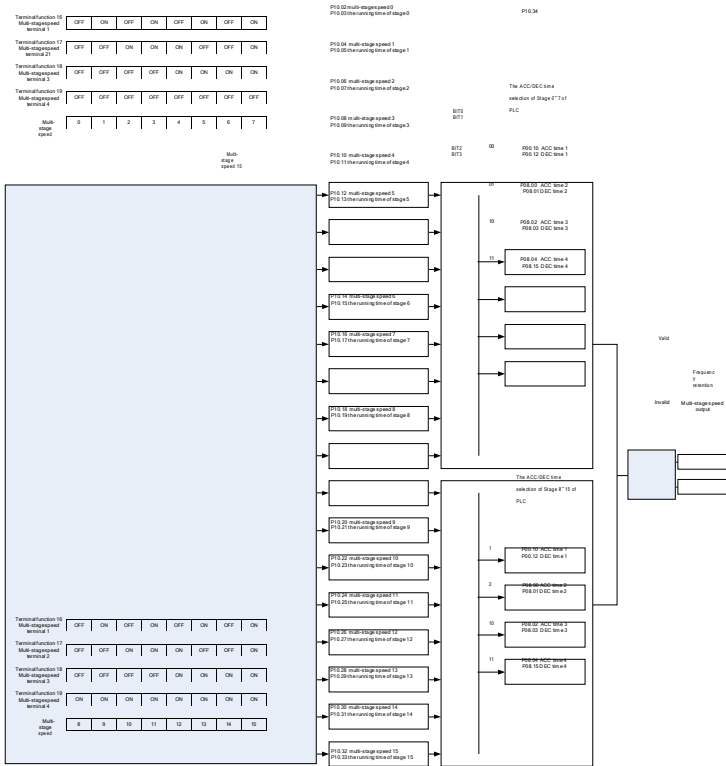 Terminal function 16
Multi-stage speed
terminal 1
OFF ON OFF ON OFF ON OFF ON
Terminal function 17
Multi-stage speed
terminal 21
OFF OFF ON ON OFF OFF ON ON
Terminal function 18
Multi-stage speed
terminal 3
OFF OFF OFF OFF ON ON ON ON
Terminal function 19
Multi-stage speed
terminal 4
OFF OFF OFF OFF OFF OFF OFF OFF
Multi-
stage
speed
0 1 2 3 4 5 6 7
Multi-
stage
speed 15
P10.02 multi-stage speed 0
P10.03 the running time of stage 0
P10.04 multi-stage speed 1
P10.05 the running time of stage 1
P10.06 multi-stage speed 2
P10.07 the running time of stage 2
P10.08 multi-stage speed 3
P10.09 the running time of stage 3
P10.10 multi-stage speed 4
P10.11 the running time of stage 4
P10.12 multi-stage speed 5
P10.13 the running time of stage 5
P10.14 multi-stage speed 6
P10.15 the running time of stage 6
P10.16 multi-stage speed 7
P10.17 the running time of stage 7
P10.18 multi-stage speed 8
P10.19 the running time of stage 8
P10.20 multi-stage speed 9
P10.21 the running time of stage 9
P10.22 multi-stage speed 10
P10.23 the running time of stage 10
P10.24 multi-stage speed 11
P10.25 the running time of stage 11
P10.26 multi-stage speed 12
P10.27 the running time of stage 12
P10.28 multi-stage speed 13
P10.29 the running time of stage 13
P10.30 multi-stage speed 14
P10.31 the running time of stage 14
P10.32 multi-stage speed 15
P10.33 the running time of stage 15
P10.34
The ACC/DEC time
selection of Stage 0~7 of
PLC
BIT0
BIT1
BIT2
BIT3
00
P00.10 ACC time 1
P00.12 DEC time 1
01
P08.00 ACC time 2
P08.01 DEC time 2
10
P08.02 ACC time 3
P08.03 DEC time 3
11
P08.04 ACC time 4
P08.15 DEC time 4
Valid
Frequenc
y
retention
Invalid
Multi-stage speed
output
The ACC/DEC time
selection of Stage 8~15 of
PLC
1
P00.10 ACC time 1
P00.12 DEC time 1
2
P08.00 ACC time 2
P08.01 DEC time 2
10
P08.02 ACC time 3
P08.03 DEC time 3
11
P08.04 ACC time 4
P08.15 DEC time 4
Terminal function 16
Multi-stage speed
terminal 1
OFF ON OFF ON OFF ON OFF ON
Terminal function 17
Multi-stage speed
terminal 2
OFF OFF ON ON OFF OFF ON ON
Terminal function 18
Multi-stage speed
terminal 3
OFF OFF OFF OFF ON ON ON ON
Terminal function 19
Multi-stage speed
terminal 4
ON ON ON ON ON ON ON ON
Multi-
stage
speed
8 9 10 11 12 13 14 15